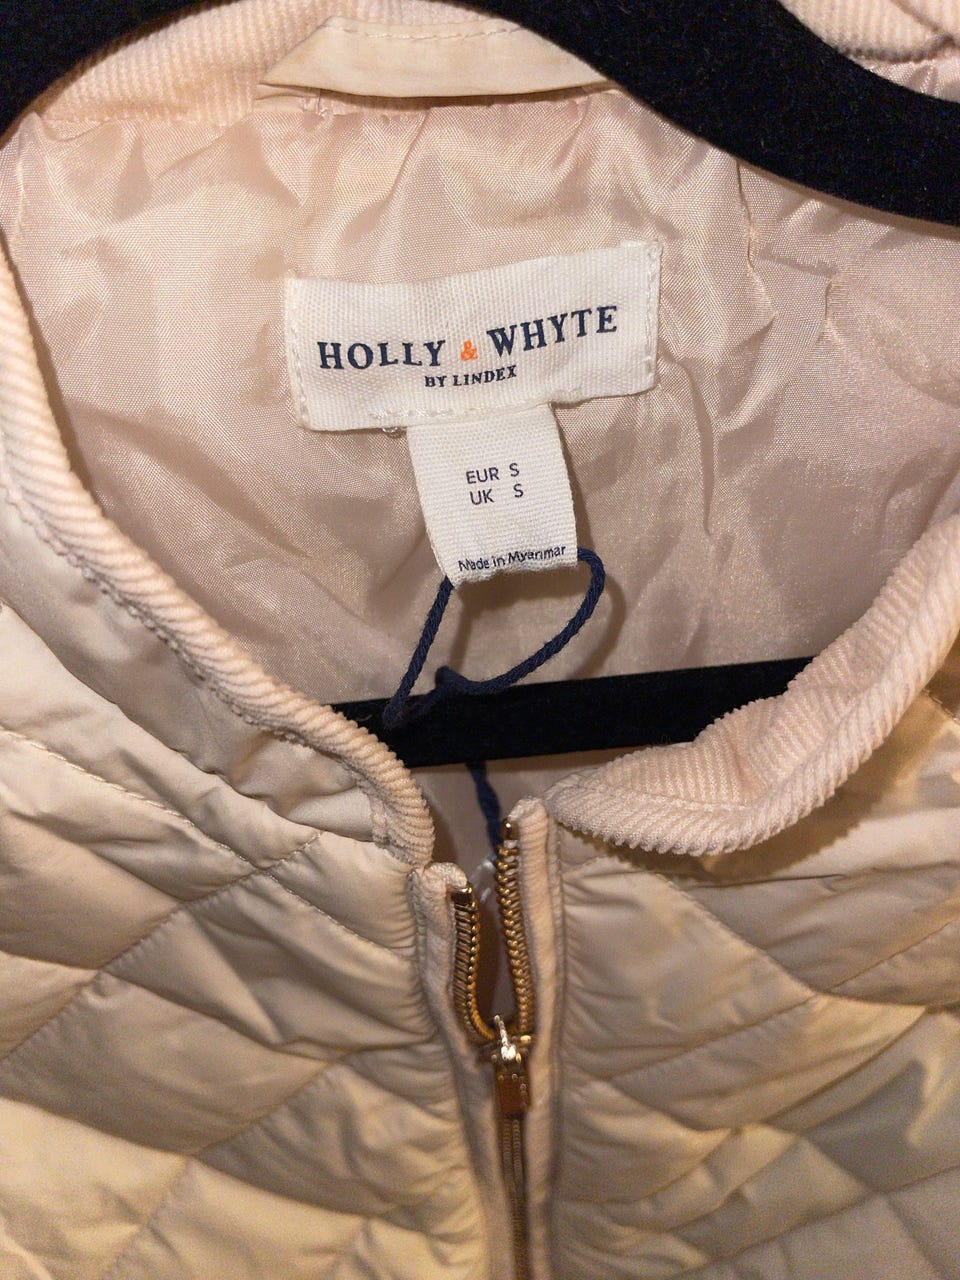 HOLLY & WHYTE
BY LINDEX
EUR S
UK S
Made in Myanmar